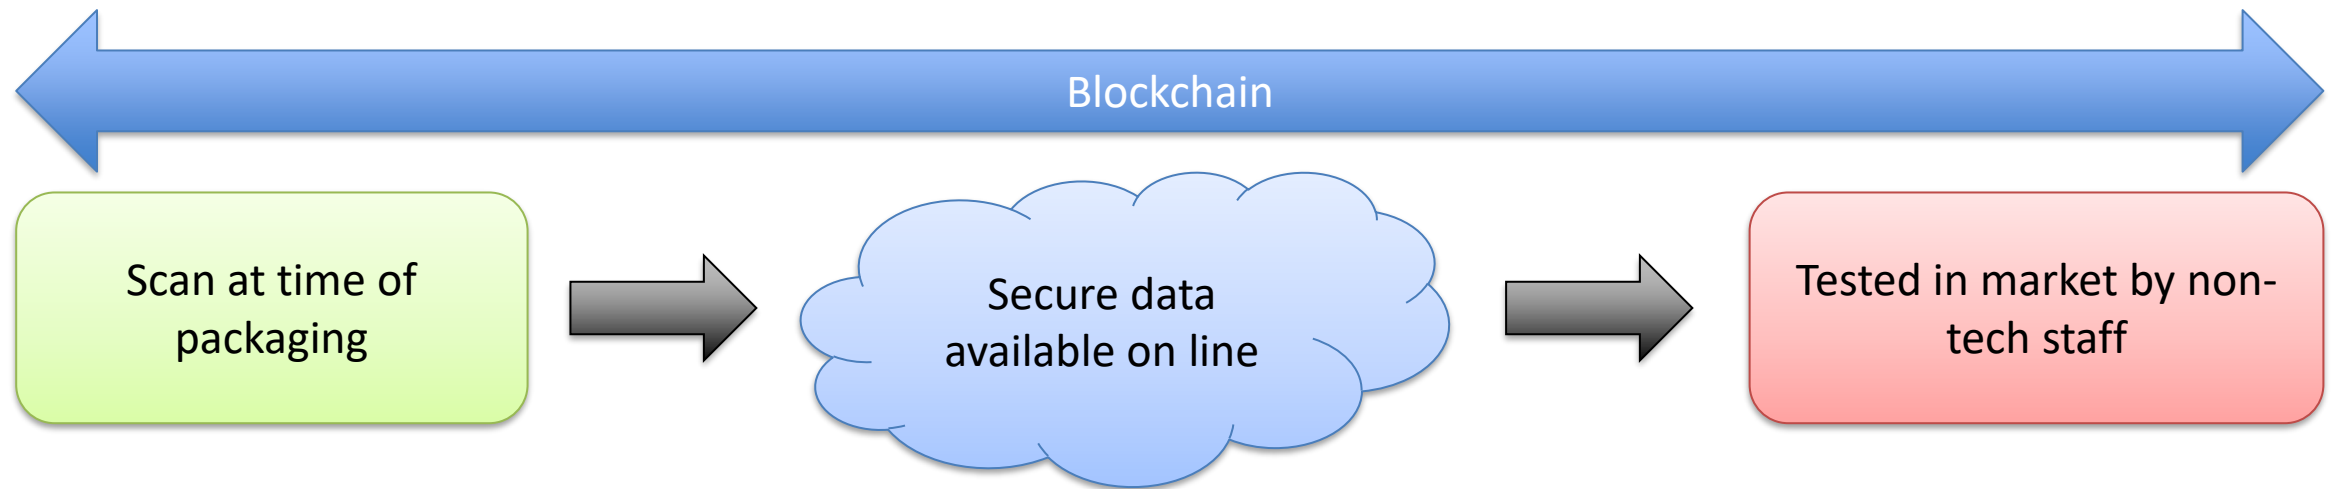 Blockchain
Scan at time of
packaging
Secure data
available on line
Tested in market by non-
tech staff